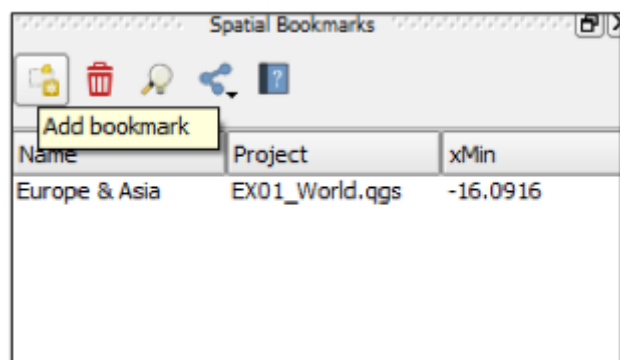 Spatial Bookmarks
?
Add bookmark
Name Project xMin
Europe & Asia EX01_World.qgs -16.0916